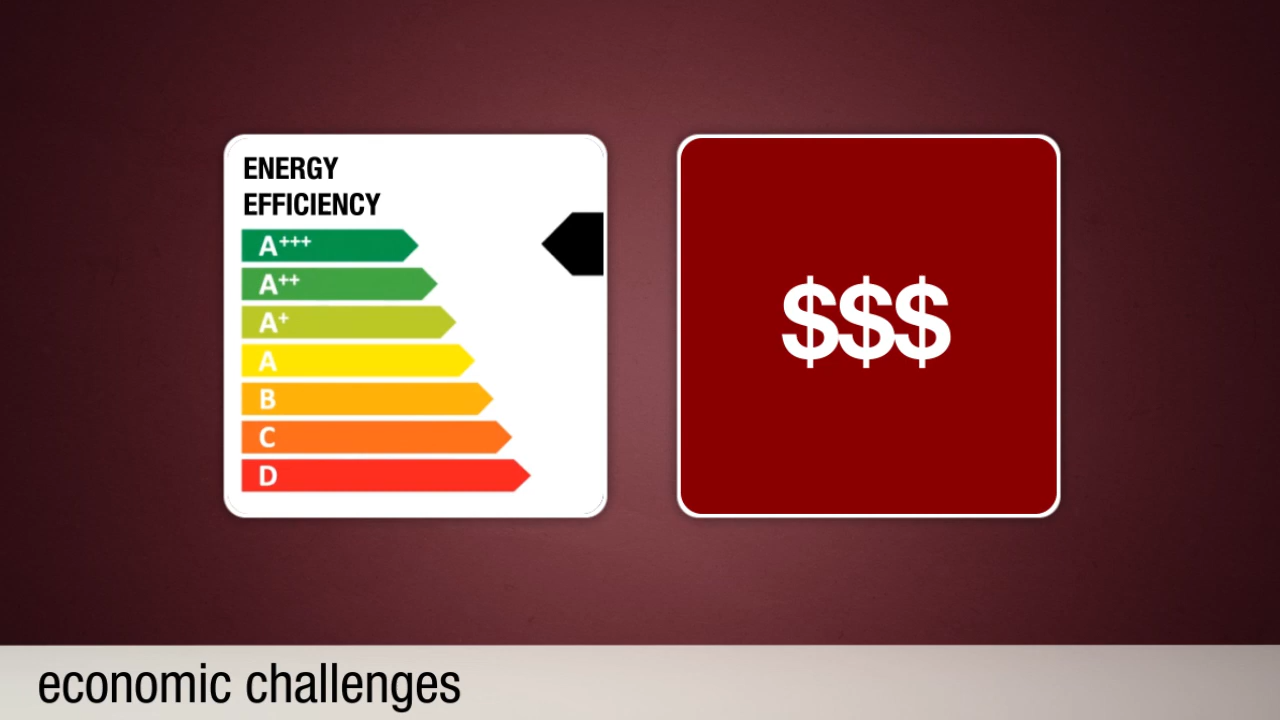 ENERGY
EFFICIENCY
A+++
A++
A+
A
B
C
D
$$$
economic challenges